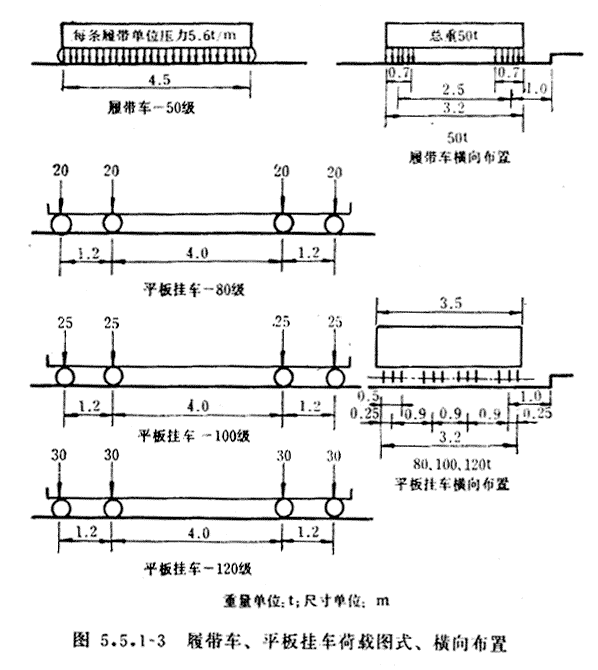 每条履带单位压力5.6t/m
4.5
履带车-50级
总重50t
0.7
0.7
2.5
1.0
3.2
50t
履带车横向布置
20 20 20 20
1.2 4.0 1.2
平板挂车-80级
25 25 25 25
1.2 4.0 1.2
平板挂车-100级
3.5
0.5
1.0
0.25 0.9 0.9 0.9 0.25
3.2
80、100、120t
平板挂车横向布置
30 30 30 30
1.2 4.0 1.2
平板挂车-120级
重量单位:t;尺寸单位: m
图 5.5.1-3 履带车、平板挂车荷载图式、横向布置